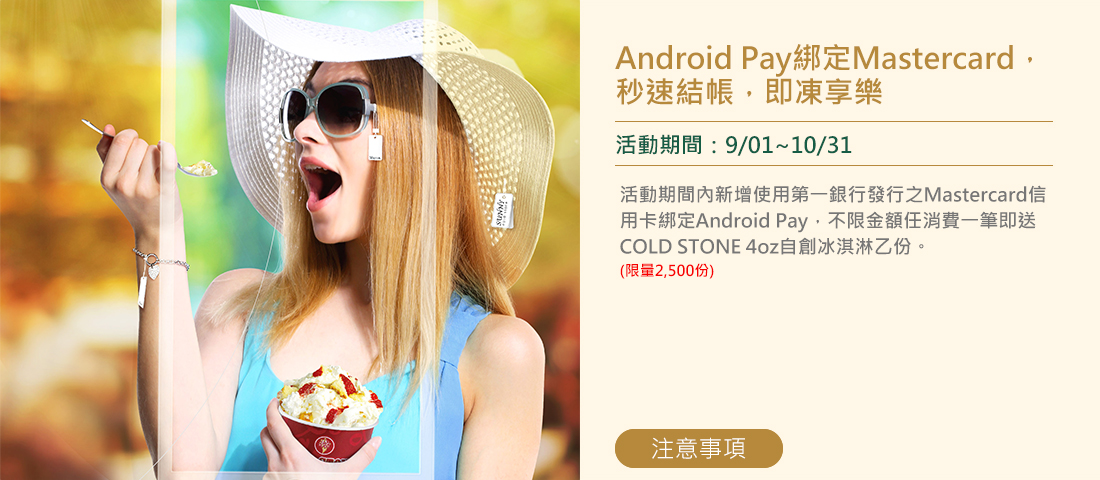 Android Pay綁定Mastercard，
秒速結帳，即凍享樂
活動期間：9/01~10/31
活動期間內新增使用第一銀行發行之Mastercard信
用卡綁定Android Pay，不限金額任消費一筆即送
COLD STONE 4oz自創冰淇淋乙份。
(限量2,500份)
注意事項
SUNNY